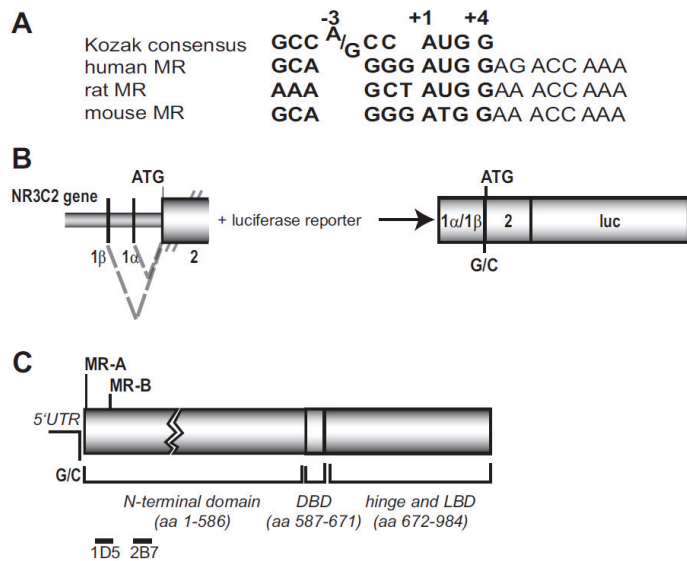 A
-3 +1 +4
Kozak consensus GCC A/G CC AUG G
human MR GCA GGG AUG GAG ACC AAA
rat MR AAA GCT AUG GAA ACC AAA
mouse MR GCA GGG ATG GAA ACC AAA
B
NR3C2 gene
ATG
1β 1α 2
+ luciferase reporter
ATG
1α/1β 2 luc
G/C
C
MR-A
MR-B
5'UTR
G/C
N-terminal domain (aa 1-586)
DBD (aa 587-671)
hinge and LBD (aa 672-984)
1D5 2B7